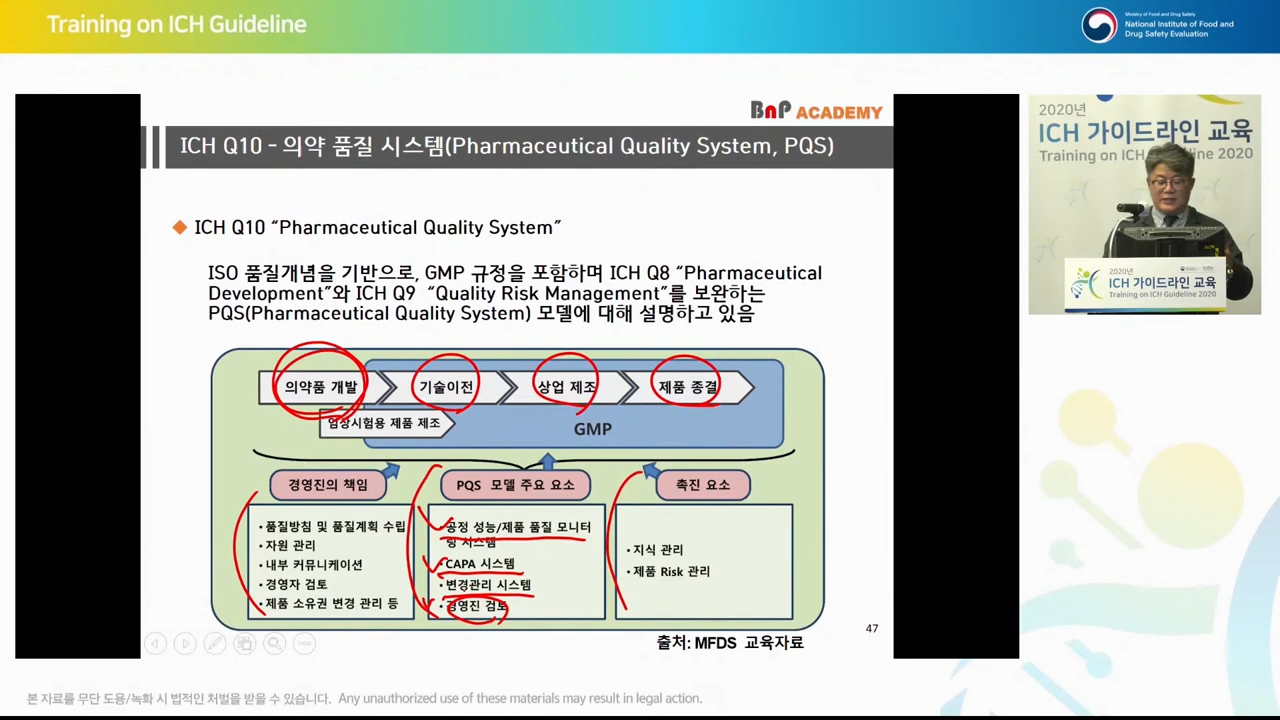 Training on ICH Guideline
Ministry of Food and Drug Safety
National Institute of Food and
Drug Safety Evaluation
BnP ACADEMY
ICH Q10 - 의약 품질 시스템(Pharmaceutical Quality System, PQS)
ICH Q10 “Pharmaceutical Quality System”
ISO 품질개념을 기반으로, GMP 규정을 포함하며 ICH Q8 “Pharmaceutical
Development”와 ICH Q9 “Quality Risk Management”를 보완하는
PQS(Pharmaceutical Quality System) 모델에 대해 설명하고 있음
의약품 개발
기술이전
상업 제조
제품 종결
임상시험용 제품 제조
GMP
경영진의 책임
•품질방침 및 품질계획 수립
•자원 관리
•내부 커뮤니케이션
•경영자 검토
•제품 소유권 변경 관리 등
PQS 모델 주요 요소
•공정 성능/제품 품질 모니터
링 시스템
•CAPA 시스템
•변경관리 시스템
•경영진 검토
촉진 요소
•지식 관리
•제품 Risk 관리
47
출처: MFDS 교육자료
2020년
ICH 가이드라인 교육
Training on ICH Guideline 2020
2020년
ICH 가이드라인 교육
Training on ICH Guideline 2020
본 자료를 무단 도용/녹화 시 법적인 처벌을 받을 수 있습니다. Any unauthorized use of these materials may result in legal action.